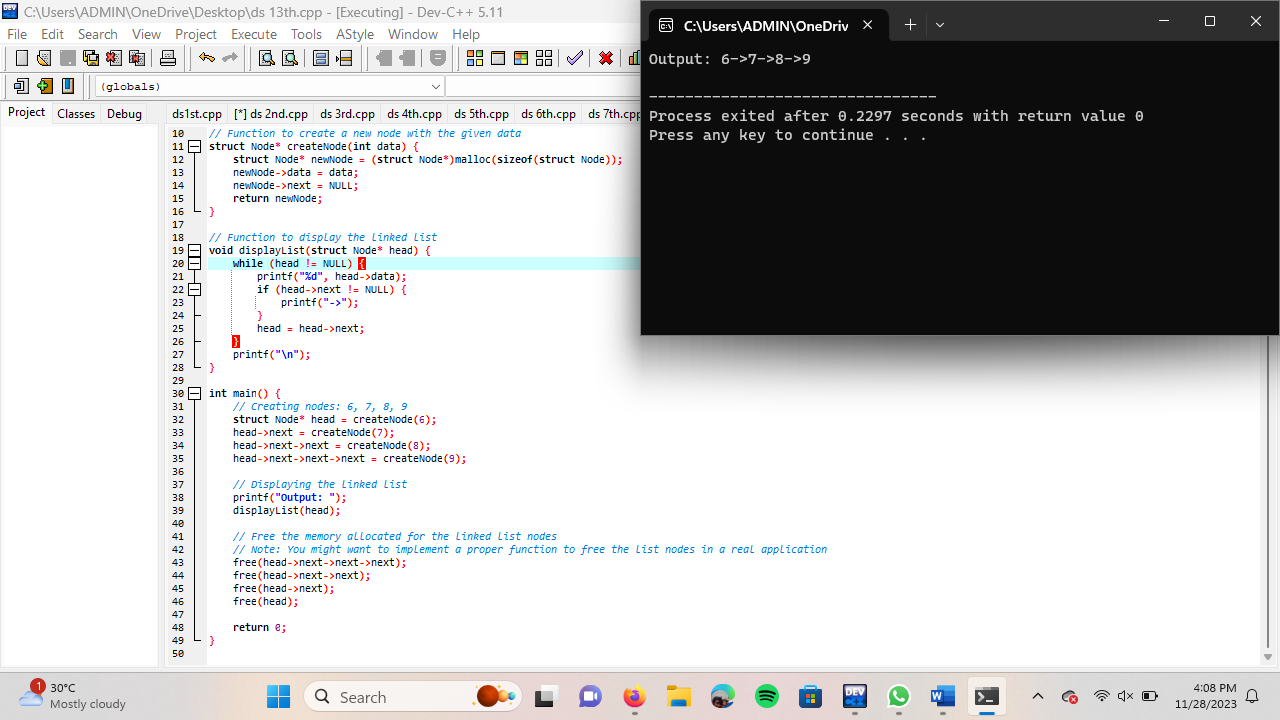 C:\Users\ADMIN\OneDrive\Desktop\ds 13th.cpp - [Executing] - Dev-C++ 5.11
File Edit Search View Project Execute Tools AStyle Window Help
(globals)
Project Classes Debug
ds1st.cpp [*] ds 2nd.cpp ds 3rd.cpp ds 4th.cpp ds 5th.cpp ds 6th.cpp ds 7th.cpp
10 // Function to create a new node with the given data
11 struct Node* createNode(int data) {
12 struct Node* newNode = (struct Node*)malloc(sizeof(struct Node));
13 newNode->data = data;
14 newNode->next = NULL;
15 return newNode;
16 }
17
18 // Function to display the linked list
19 void displayList(struct Node* head) {
20 while (head != NULL) {
21 printf("%d", head->data);
22 if (head->next != NULL) {
23 printf("->");
24 }
25 head = head->next;
26 }
27 printf("\n");
28 }
29
30 int main() {
31 // Creating nodes: 6, 7, 8, 9
32 struct Node* head = createNode(6);
33 head->next = createNode(7);
34 head->next->next = createNode(8);
35 head->next->next->next = createNode(9);
36
37 // Displaying the linked list
38 printf("Output: ");
39 displayList(head);
40
41 // Free the memory allocated for the linked list nodes
42 // Note: You might want to implement a proper function to free the list nodes in a real application
43 free(head->next->next->next);
44 free(head->next->next);
45 free(head->next);
46 free(head);
47
48 return 0;
49 }
50
C:\Users\ADMIN\OneDriv
Output: 6->7->8->9
--------------------------------
Process exited after 0.2297 seconds with return value 0
Press any key to continue . . .
1
30°C
Mostly cloudy
Search
DEV
4:08 PM
11/28/2023